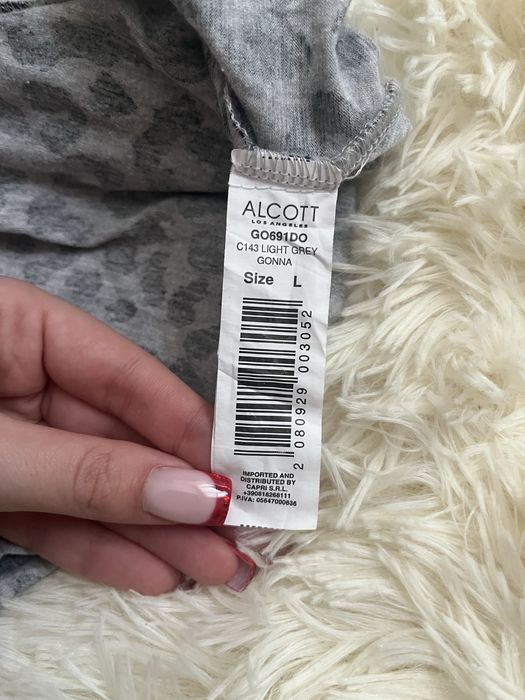 ALCOTT
LOS ANGELES
GO691DO
C143 LIGHT GREY
GONNA
Size L
2 080929 003052
IMPORTED AND
DISTRIBUTED BY
CAPRI S.R.L.
+390818268111
P.IVA: 05647000636